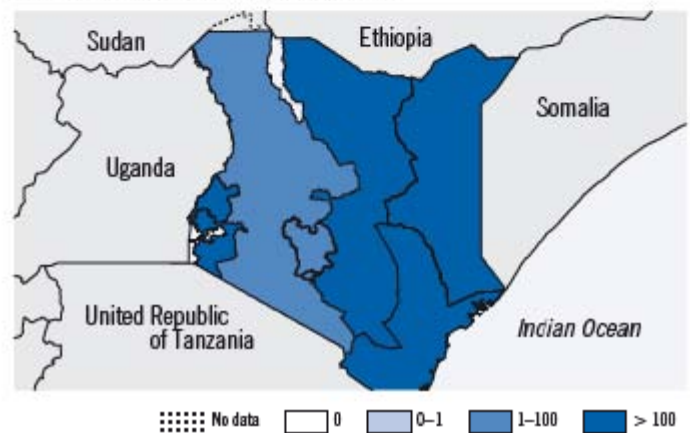 Sudan
Ethiopia
Somalia
Uganda
United Republic
of Tanzania
Indian Ocean
No data 0 0–1 1–100 > 100